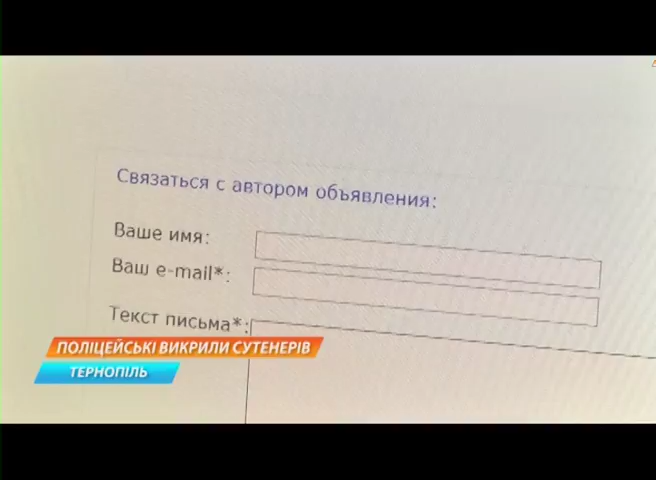 Связаться с автором объявления:
Ваше имя:
Ваш e-mail*:
Текст письма*:
ПОЛІЦЕЙСЬКІ ВИКРИЛИ СУТЕНЕРІВ
ТЕРНОПІЛЬ